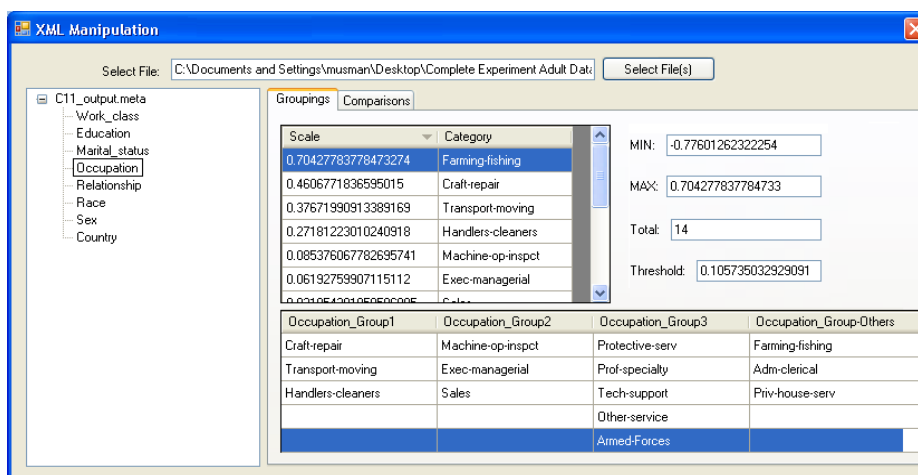 XML Manipulation
Select File: C:\Documents and Settings\musman\Desktop\Complete Experiment Adult Data Select File(s)
C11_output.meta
Work_class
Education
Marital_status
Occupation
Relationship
Race
Sex
Country
Groupings Comparisons
Scale Category
0.70427783778473274 Farming-fishing
0.4606771836595015 Craft-repair
0.37671990913389169 Transport-moving
0.27181223010240918 Handlers-cleaners
0.085376067782695741 Machine-op-inspct
0.06192759907115112 Exec-managerial
Sales
MIN: -0.77601262322254
MAX: 0.704277837784733
Total: 14
Threshold: 0.105735032929091
Occupation_Group1 Occupation_Group2 Occupation_Group3 Occupation_Group-Others
Craft-repair Machine-op-inspct Protective-serv Farming-fishing
Transport-moving Exec-managerial Prof-specialty Adm-clerical
Handlers-cleaners Sales Tech-support Priv-house-serv
Other-service
Armed-Forces